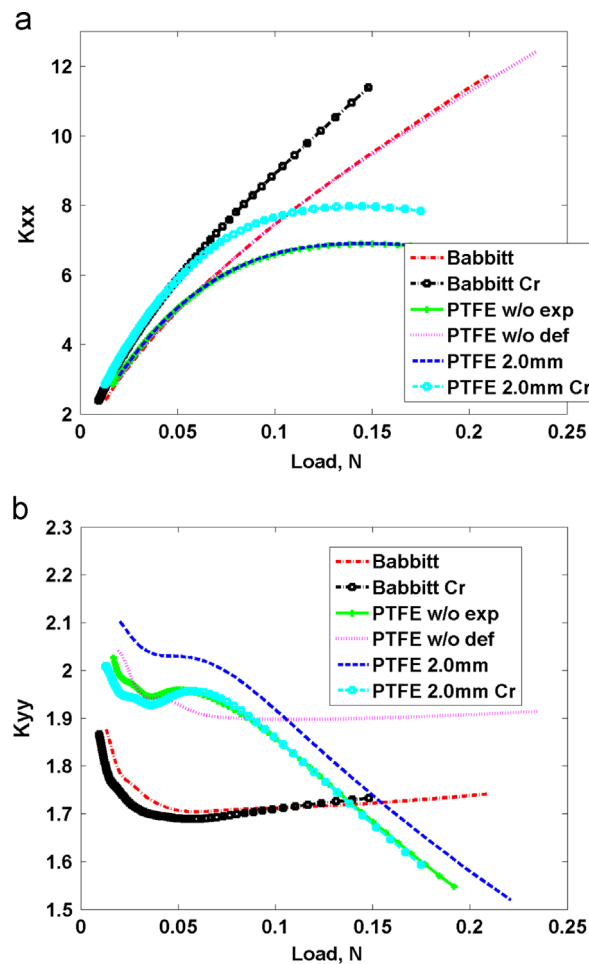 a
12
10
8
6
4
2
Kxx
0
0.05
0.1
0.15
0.2
0.25
Load, N
Babbitt
Babbitt Cr
PTFE w/o exp
PTFE w/o def
PTFE 2.0mm
PTFE 2.0mm Cr
b
2.3
2.2
2.1
2
1.9
1.8
1.7
1.6
1.5
Kyy
0
0.05
0.1
0.15
0.2
0.25
Load, N
Babbitt
Babbitt Cr
PTFE w/o exp
PTFE w/o def
PTFE 2.0mm
PTFE 2.0mm Cr